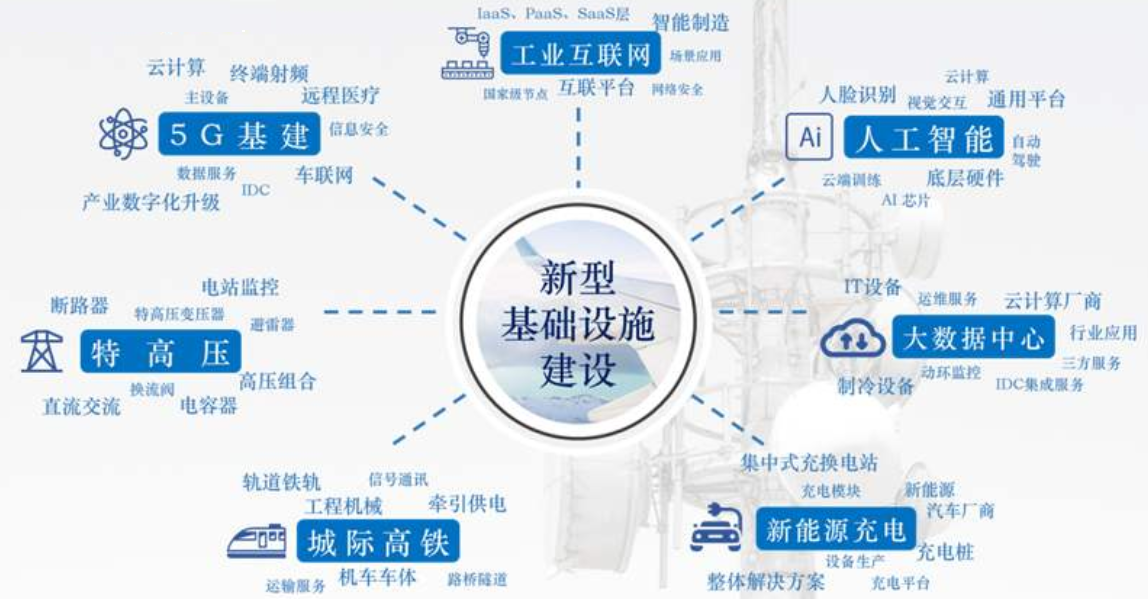 IaaS、PaaS、SaaS层
智能制造
工业互联网
场景应用
国家级节点
互联平台
网络安全
云计算
终端射频
主设备
远程医疗
5G基建
信息安全
数据服务
IDC
车联网
产业数字化升级
云计算
人脸识别
视觉交互
通用平台
Ai
人工智能
自动
驾驶
云端训练
底层硬件
AI 芯片
新型
基础设施
建设
电站监控
断路器
特高压变压器
避雷器
特高压
换流阀
高压组合
直流交流
电容器
IT设备
运维服务
云计算厂商
大数据中心
行业应用
三方服务
制冷设备
动环监控
IDC集成服务
轨道铁轨
信号通讯
工程机械
牵引供电
城际高铁
运输服务
机车车体
路桥隧道
集中式充换电站
充电模块
新能源
汽车厂商
新能源充电
设备生产
充电桩
整体解决方案
充电平台